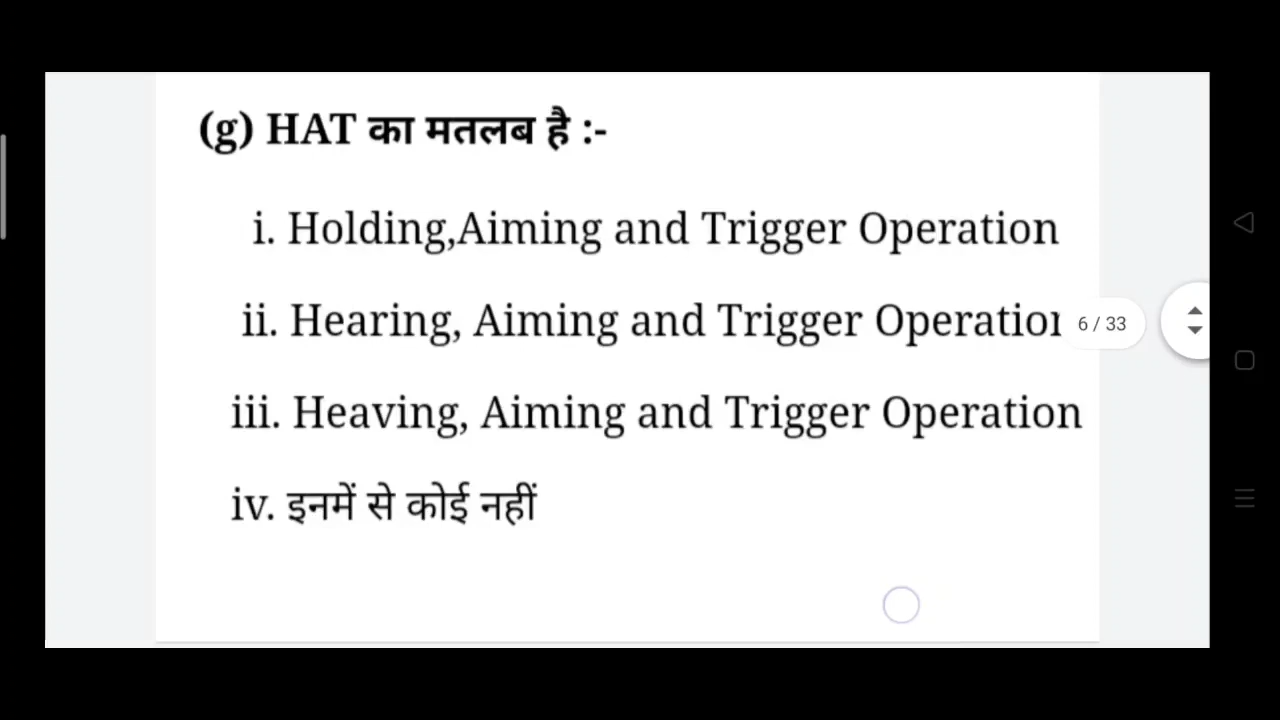 (g) HAT का मतलब है :-
i. Holding,Aiming and Trigger Operation
ii. Hearing, Aiming and Trigger Operation
6 / 33
iii. Heaving, Aiming and Trigger Operation
iv. इनमें से कोई नहीं